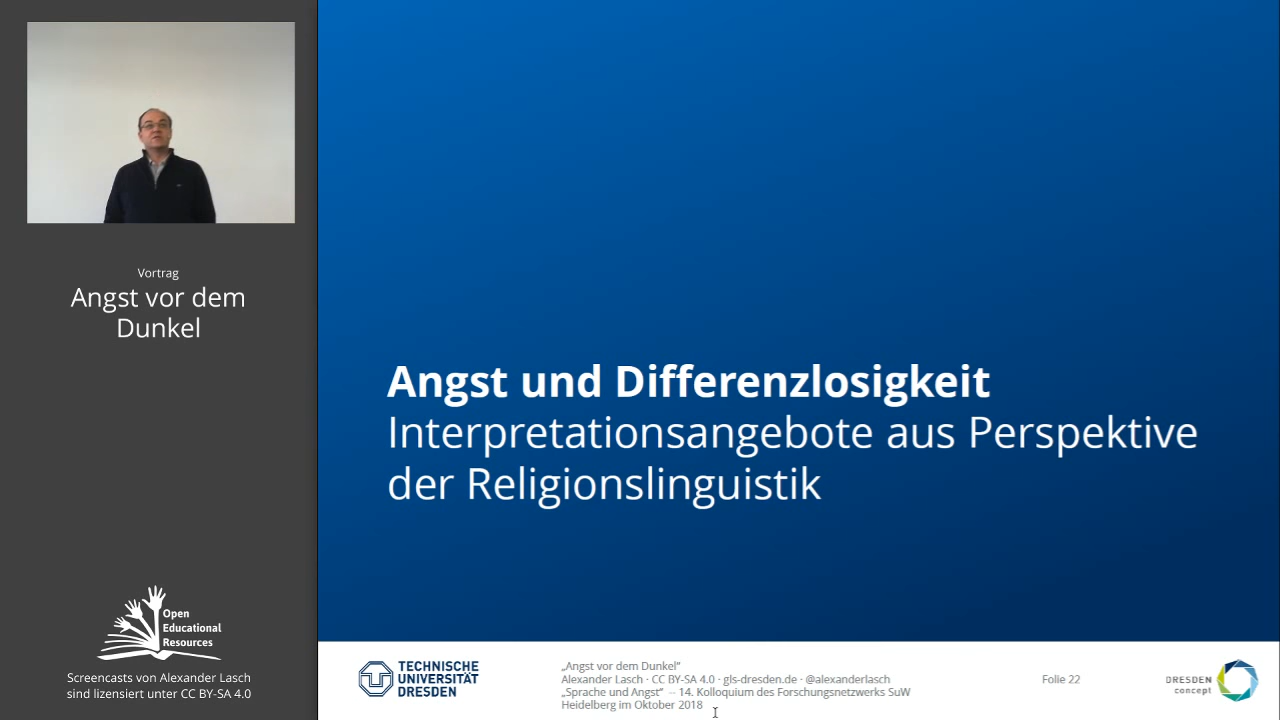 Vortrag
Angst vor dem
Dunkel
Open
Educational
Resources
Screencasts von Alexander Lasch
sind lizensiert unter CC BY-SA 4.0
Angst und Differenzlosigkeit
Interpretationsangebote aus Perspektive
der Religionslinguistik
TECHNISCHE
UNIVERSITÄT
DRESDEN
„Angst vor dem Dunkel“
Alexander Lasch · CC BY-SA 4.0 · gls-dresden.de · @alexanderlasch
„Sprache und Angst“ -- 14. Kolloquium des Forschungsnetzwerks SuW
Heidelberg im Oktober 2018
Folie 22
DRESDEN
concept